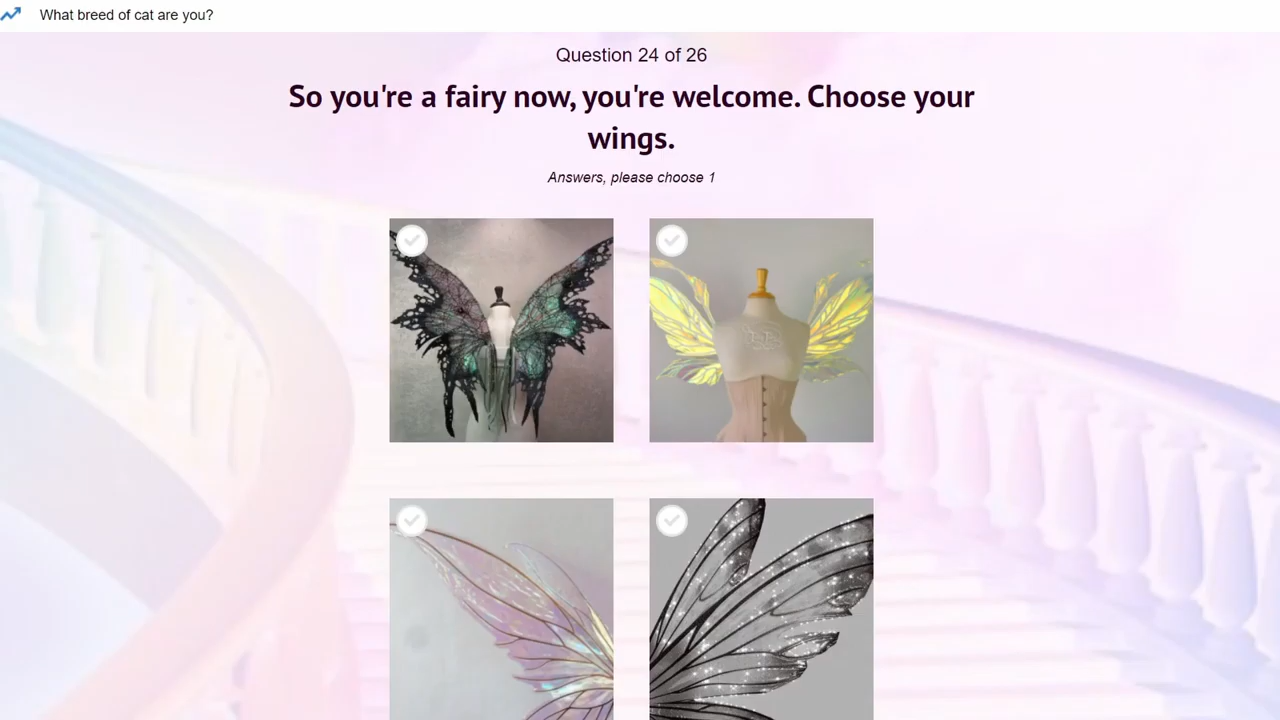 What breed of cat are you?
Question 24 of 26
So you're a fairy now, you're welcome. Choose your
wings.
Answers, please choose 1